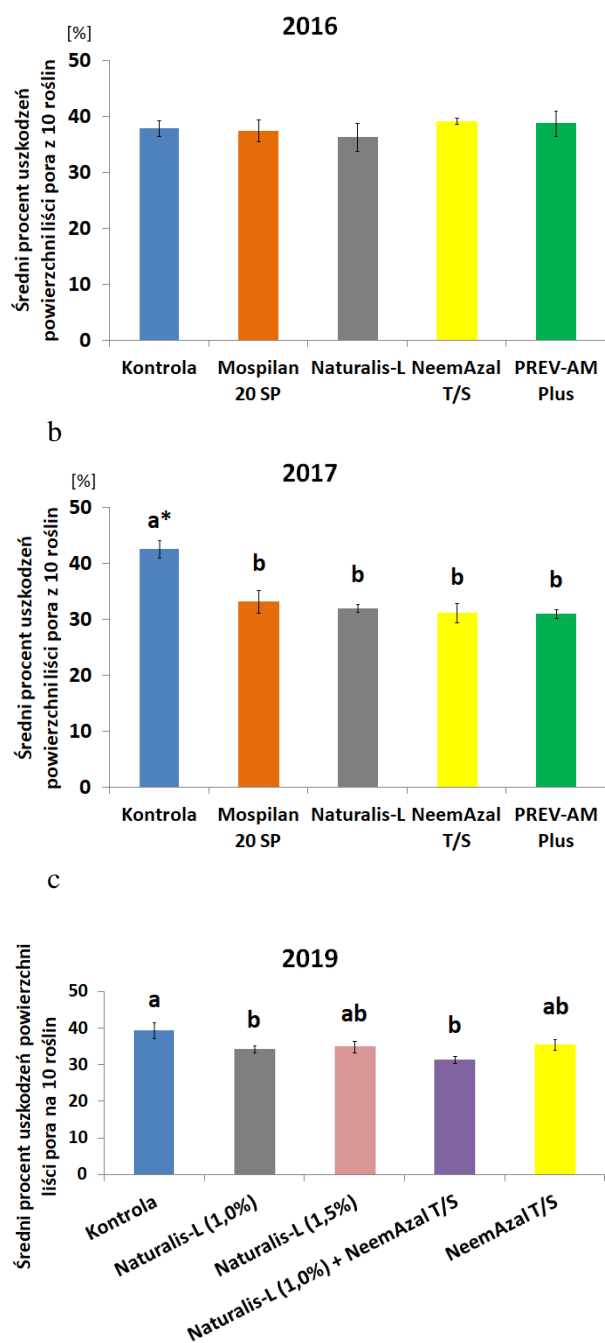 2016
[%]
50
40
30
20
10
0
Średni procent uszkodzeń
powierzchni liści pora z 10 roślin
Kontrola
Mospilan
20 SP
Naturalis-L
NeemAzal
T/S
PREV-AM
Plus
b
2017
[%]
50
40
30
20
10
0
Średni procent uszkodzeń
powierzchni liści pora z 10 roślin
a*
b
b
b
b
Kontrola
Mospilan
20 SP
Naturalis-L
NeemAzal
T/S
PREV-AM
Plus
c
2019
50
40
30
20
10
0
Średni procent uszkodzeń powierzchni
liści pora na 10 roślin
a
b
ab
b
ab
Kontrola
Naturalis-L (1,0%)
Naturalis-L (1,5%)
Naturalis-L (1,0%) + NeemAzal T/S
NeemAzal T/S